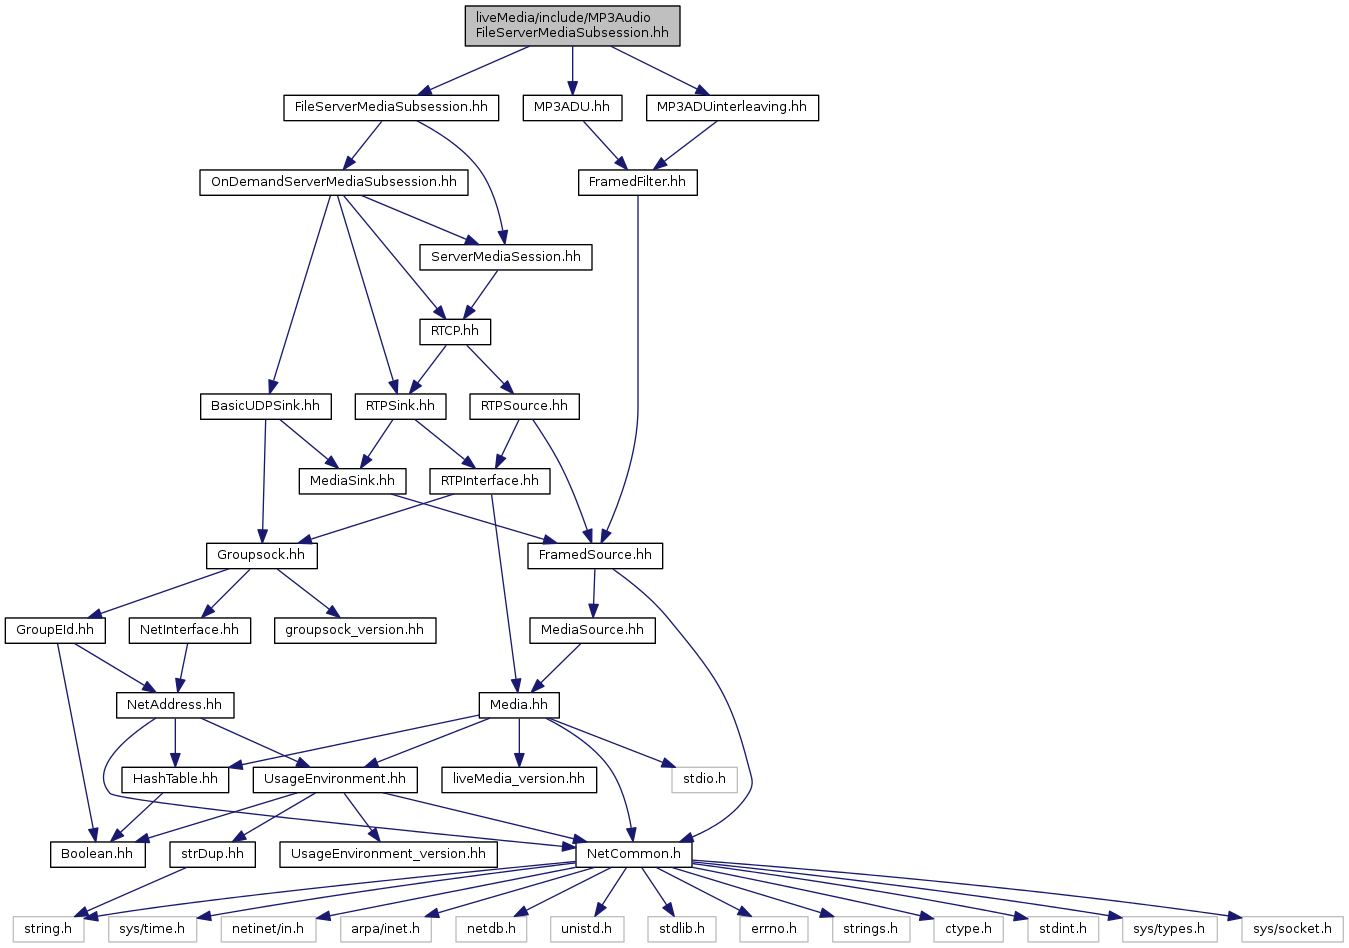 liveMedia/include/MP3Audio
FileServerMediaSubsession.hh
FileServerMediaSubsession.hh
MP3ADU.hh
MP3ADUinterleaving.hh
OnDemandServerMediaSubsession.hh
FramedFilter.hh
ServerMediaSession.hh
RTCP.hh
BasicUDPSink.hh
RTPSink.hh
RTPSource.hh
MediaSink.hh
RTPInterface.hh
Groupsock.hh
FramedSource.hh
GroupEId.hh
NetInterface.hh
groupsock_version.hh
MediaSource.hh
NetAddress.hh
Media.hh
HashTable.hh
UsageEnvironment.hh
liveMedia_version.hh
stdio.h
Boolean.hh
strDup.hh
UsageEnvironment_version.hh
NetCommon.h
string.h
sys/time.h
netinet/in.h
arpa/inet.h
netdb.h
unistd.h
stdlib.h
errno.h
strings.h
ctype.h
stdint.h
sys/types.h
sys/socket.h